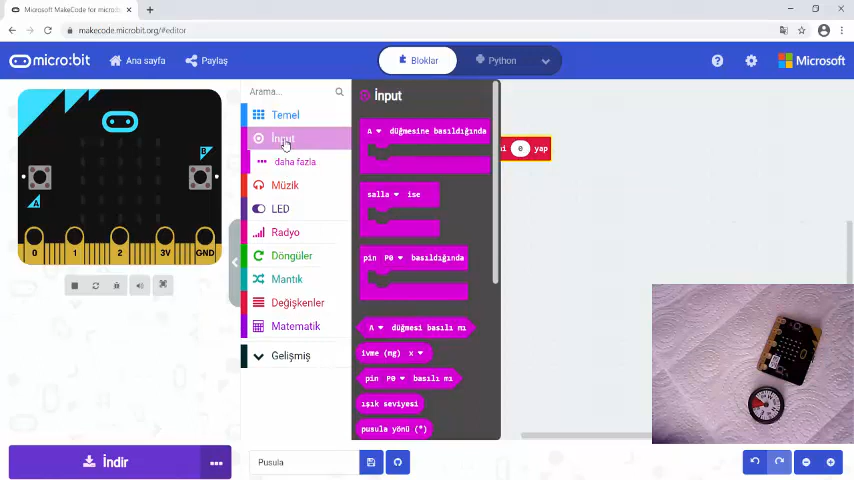 Microsoft MakeCode for micro:b
makecode.microbit.org/#editor
micro:bit
Ana sayfa
Paylaş
Bloklar
Python
Microsoft
Arama...
Temel
İnput
daha fazla
Müzik
LED
Radyo
Döngüler
Mantık
Değişkenler
Matematik
Gelişmiş
İnput
A düğmesine basıldığında
salla ise
pin P0 basıldığında
A düğmesi basılı mı
ivme (mg) x
pin P0 basılı mı
ışık seviyesi
pusula yönü (°)
0 yap
B
A
0 1 2 3V GND
İndir
Pusula